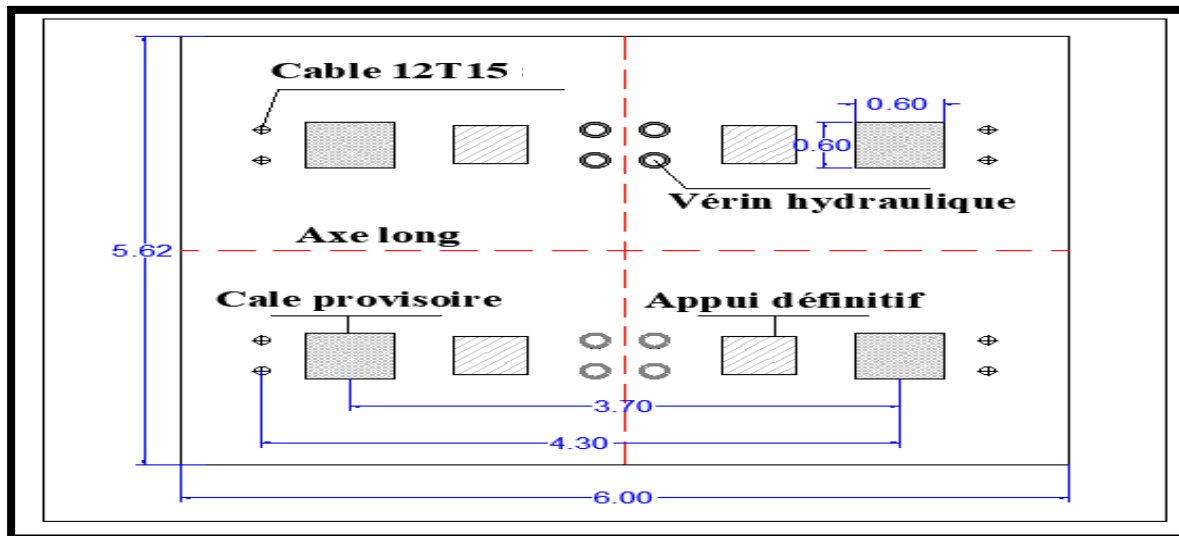 Cable 12T15
0.60
0.60
Vérin hydraulique
Axe long
5.62
Cale provisoire
Appui définitif
3.70
4.30
6.00